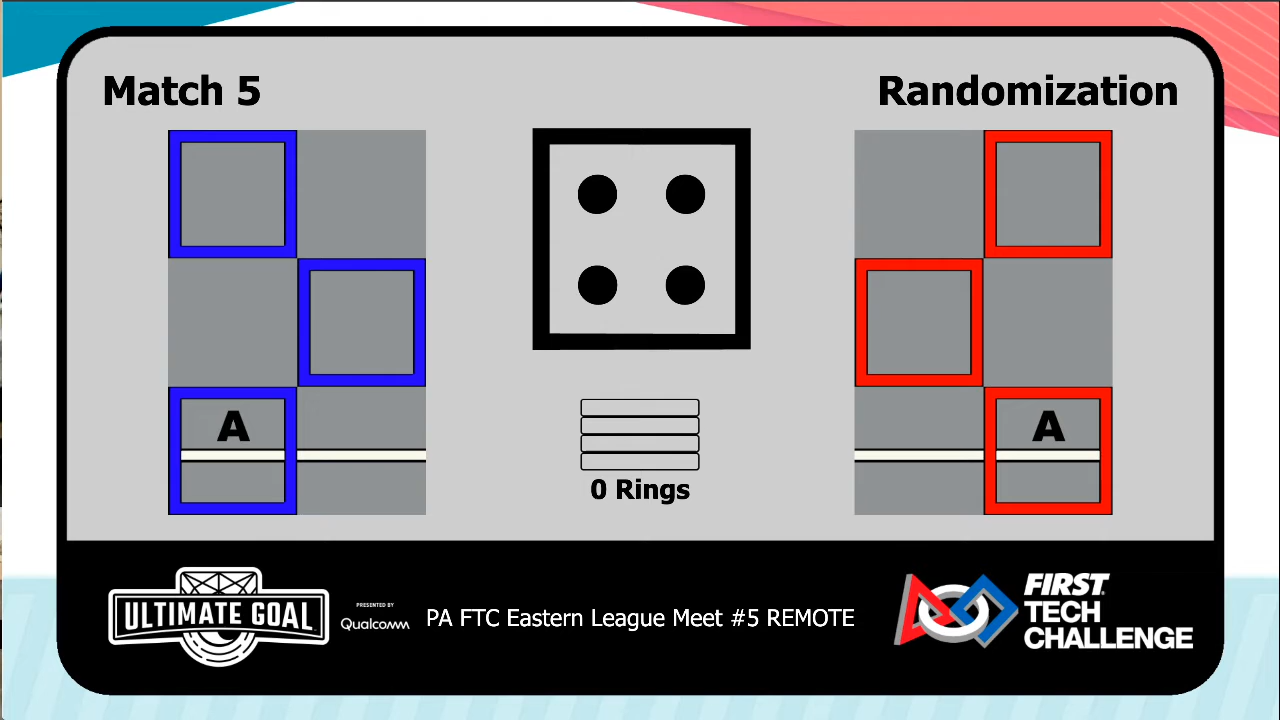 Match 5
Randomization
A
A
0 Rings
ULTIMATE GOAL
PRESENTED BY
Qualcomm
PA FTC Eastern League Meet #5 REMOTE
FIRST
TECH
CHALLENGE